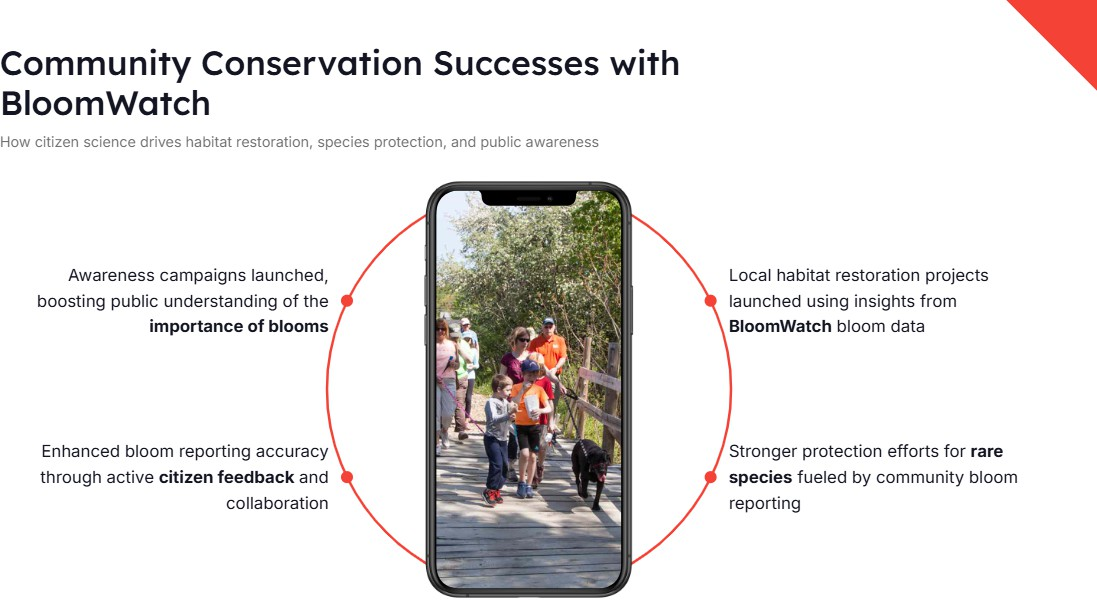 Community Conservation Successes with
BloomWatch
How citizen science drives habitat restoration, species protection, and public awareness
Awareness campaigns launched,
boosting public understanding of the
importance of blooms
Enhanced bloom reporting accuracy
through active citizen feedback and
collaboration
Local habitat restoration projects
launched using insights from
BloomWatch bloom data
Stronger protection efforts for rare
species fueled by community bloom
reporting